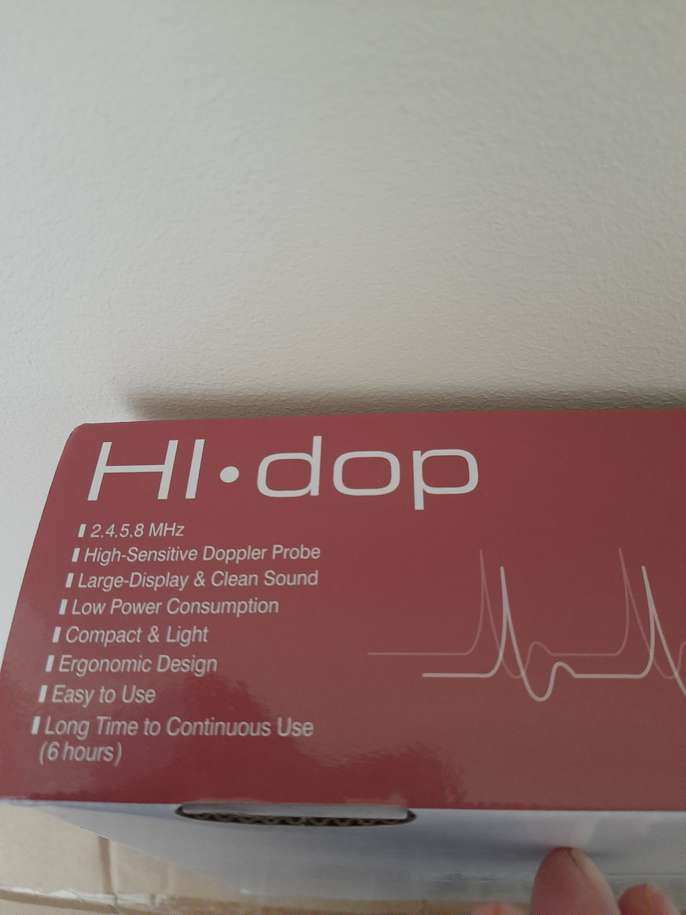 HI•dop
2.4.5.8 MHz
High-Sensitive Doppler Probe
Large-Display & Clean Sound
Low Power Consumption
Compact & Light
Ergonomic Design
Easy to Use
Long Time to Continuous Use
(6 hours)